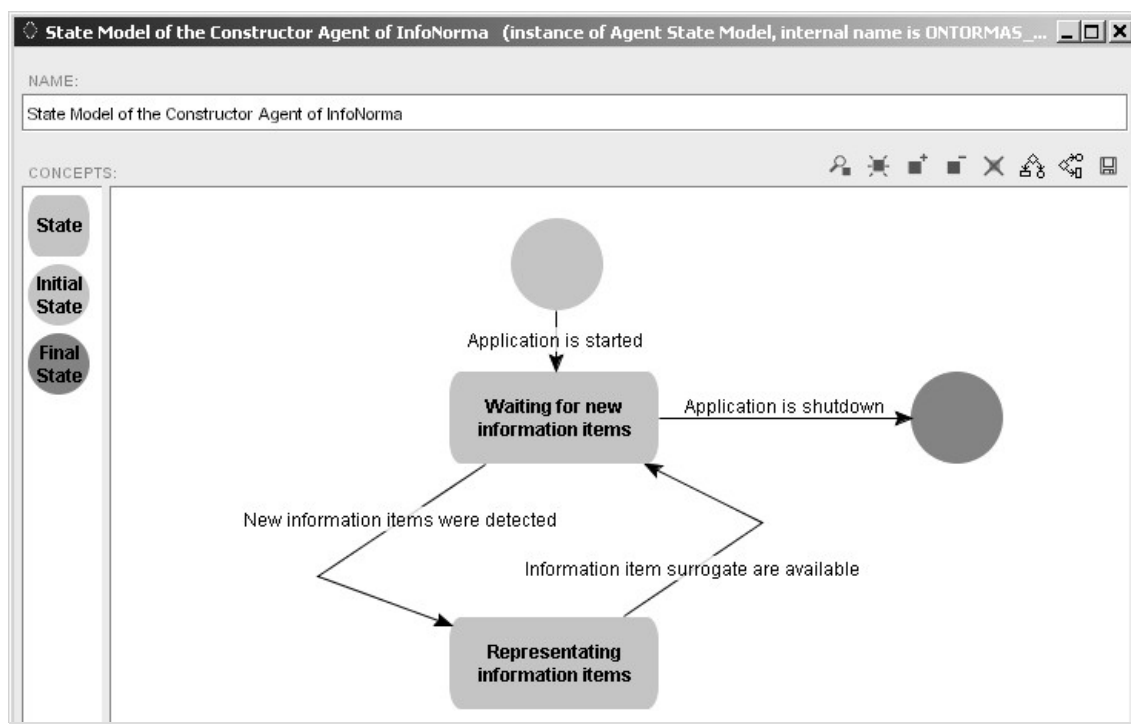 State Model of the Constructor Agent of InfoNorma (instance of Agent State Model, internal name is ONTORMAS_...
NAME:
State Model of the Constructor Agent of InfoNorma
CONCEPTS:
State
Initial
State
Final
State
Application is started
Waiting for new
information items
Application is shutdown
New information items were detected
Information item surrogate are available
Representating
information items